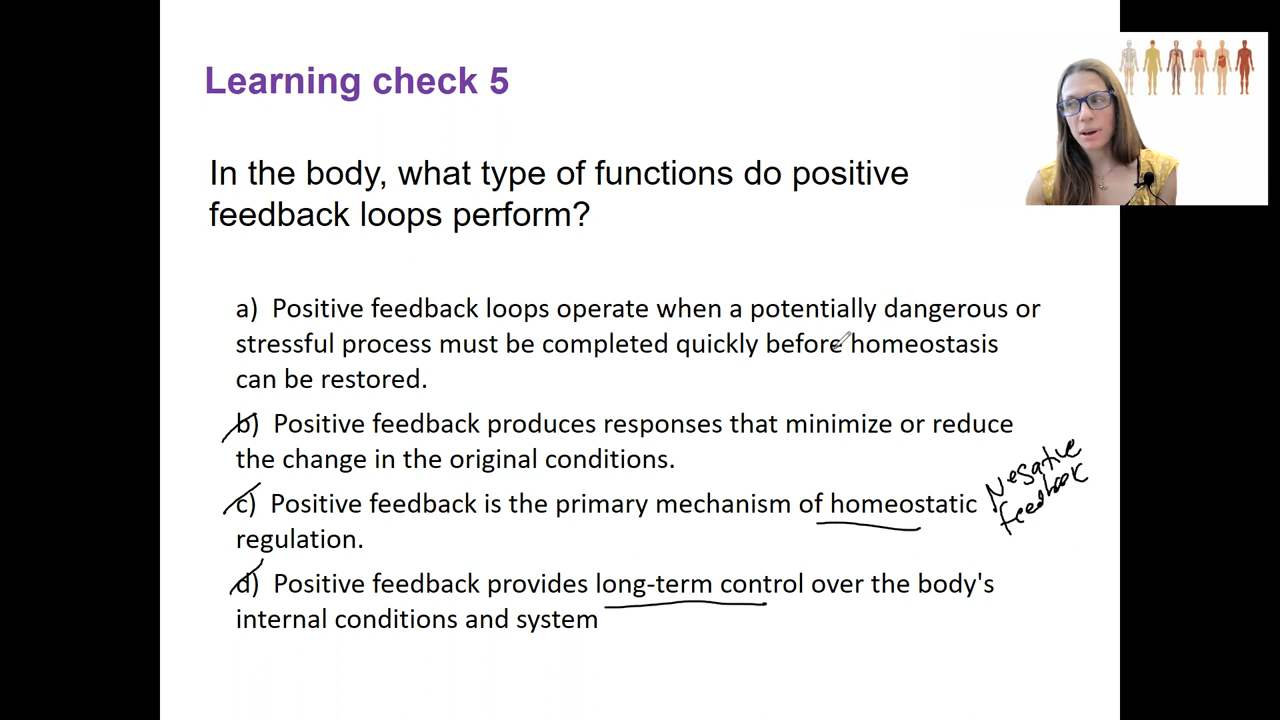 Learning check 5
In the body, what type of functions do positive
feedback loops perform?
a) Positive feedback loops operate when a potentially dangerous or
stressful process must be completed quickly before homeostasis
can be restored.
b) Positive feedback produces responses that minimize or reduce
the change in the original conditions.
c) Positive feedback is the primary mechanism of homeostatic
regulation.
Negative
feedback
d) Positive feedback provides long-term control over the body's
internal conditions and system